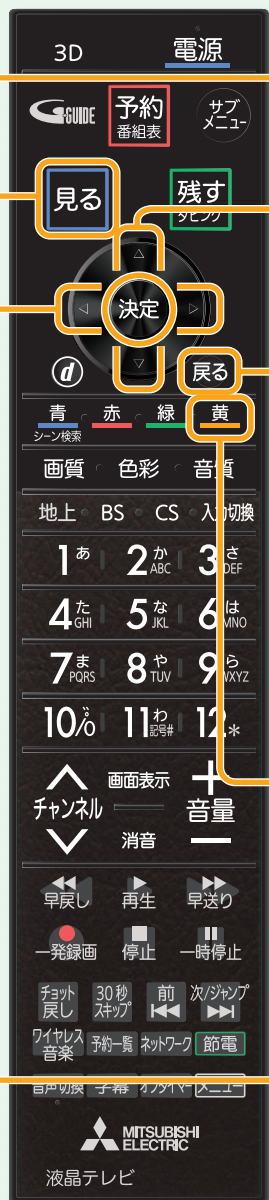 3D 電源
G-GUIDE 予約 番組表 サブメニュー
見る 残す ダビング
決定
d 戻る
青 赤 緑 黄
シーン検索
画質 色彩 音質
地上 BS CS 入力切換
1 あ 2 か ABC 3 さ DEF
4 た GHI 5 な JKL 6 は MNO
7 ま PQRS 8 や TUV 9 ら WXYZ
10/0 11 わ 記号# 12 *
チャンネル 画面表示 + 音量
消音 −
早戻し 再生 早送り
一発録画 停止 一時停止
チョット戻し 30秒スキップ 前 次/ジャンプ
ワイヤレス音楽 予約一覧 ネットワーク 節電
音声切換 字幕 オフタイマー メニュー
MITSUBISHI
ELECTRIC
液晶テレビ